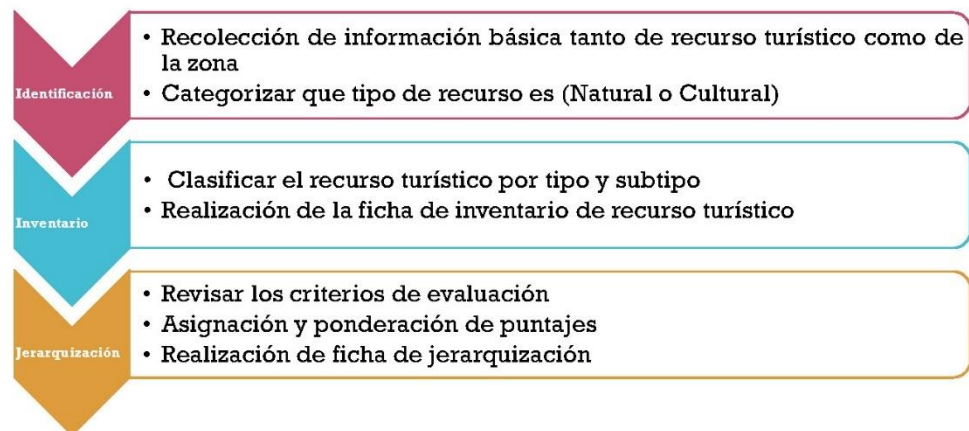 Identificación
• Recolección de información básica tanto de recurso turístico como de
la zona
• Categorizar que tipo de recurso es (Natural o Cultural)
Inventario
• Clasificar el recurso turístico por tipo y subtipo
• Realización de la ficha de inventario de recurso turístico
Jerarquización
• Revisar los criterios de evaluación
• Asignación y ponderación de puntajes
• Realización de ficha de jerarquización